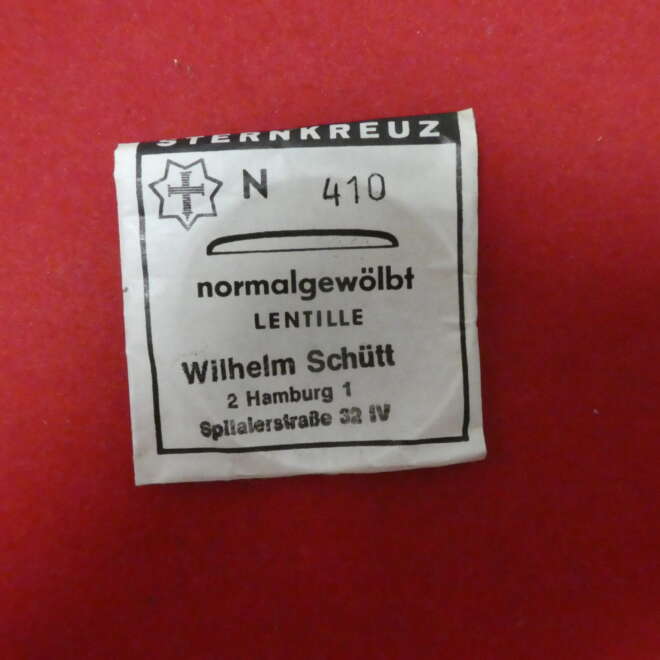 STERNKREUZ
N 410
normalgewölbt
LENTILLE
Wilhelm Schütt
2 Hamburg 1
Spitalerstraße 32 IV